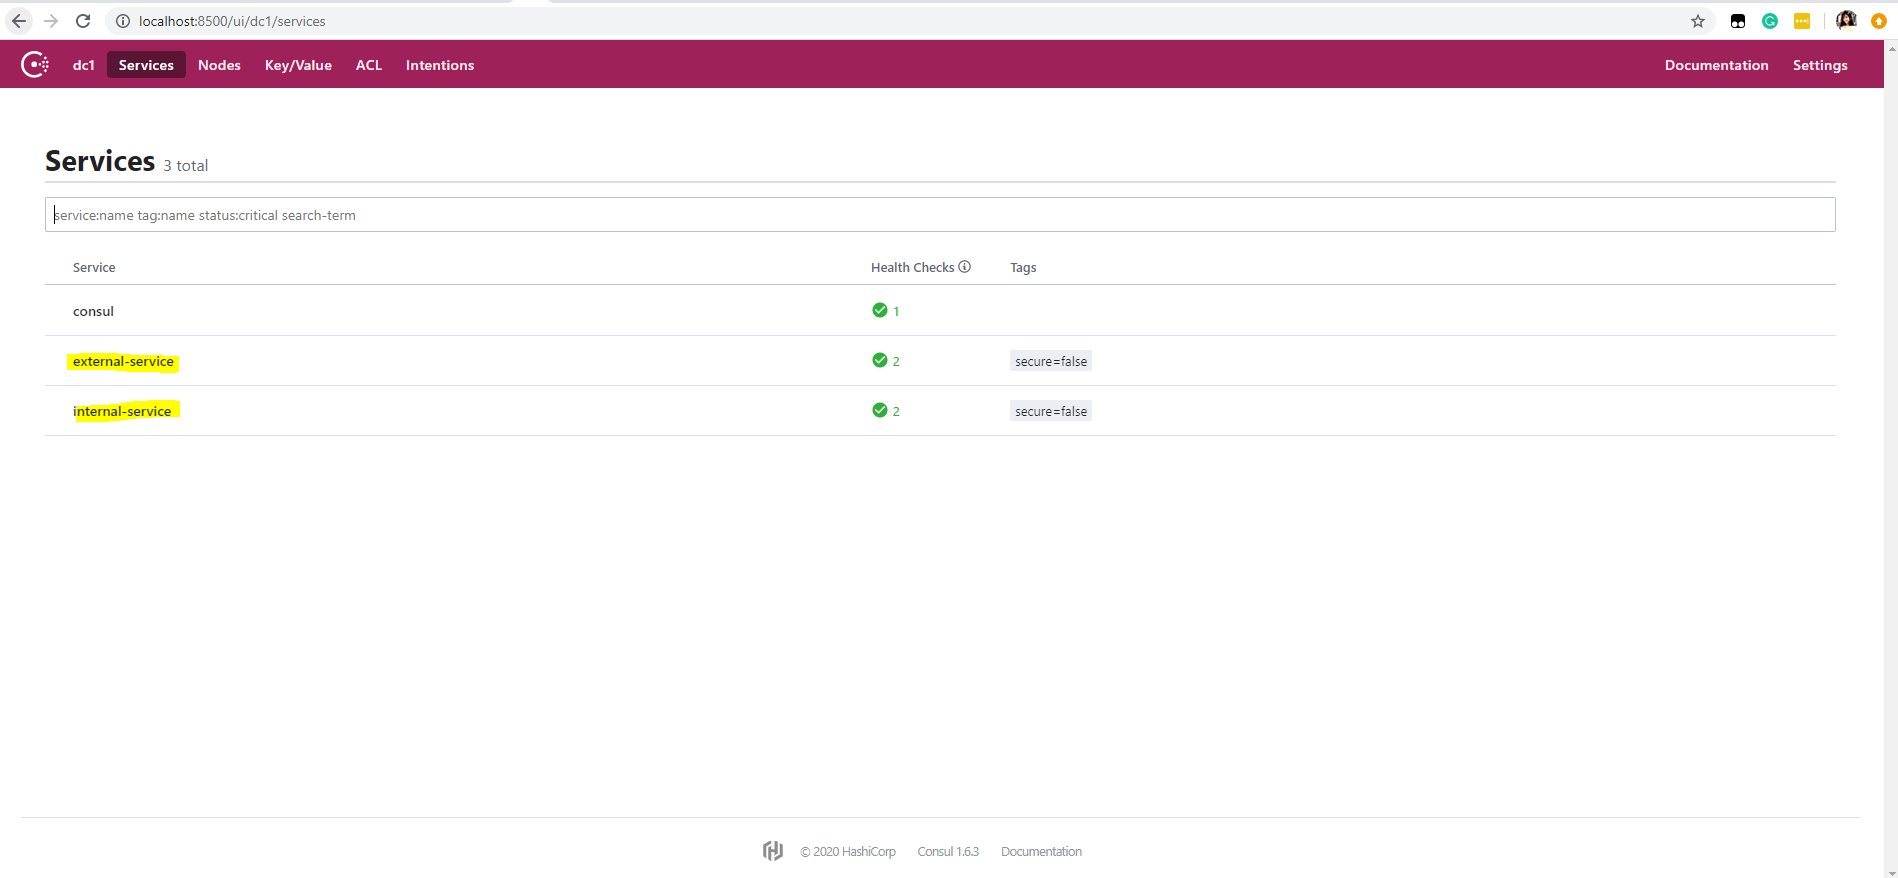 localhost:8500/ui/dc1/services
dc1 Services Nodes Key/Value ACL Intentions Documentation Settings
Services 3 total
service:name tag:name status:critical search-term
Service Health Checks Tags
consul 1
external-service 2 secure=false
internal-service 2 secure=false
© 2020 HashiCorp Consul 1.6.3 Documentation